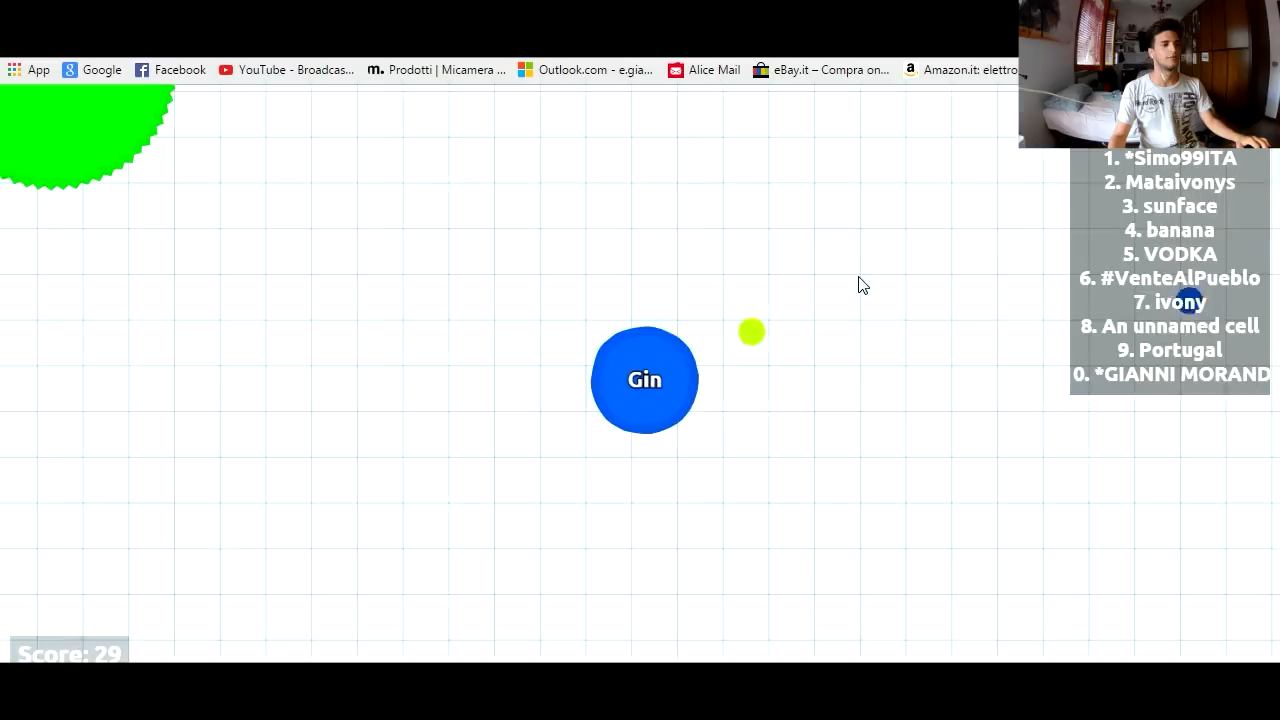 App Google Facebook YouTube - Broadcas... m. Prodotti | Micamera ... Outlook.com - e.gia... Alice Mail eBay.it – Compra on... a Amazon.it: elettro
1. *Simo99ITA
2. Mataivonys
3. sunface
4. banana
5. VODKA
6. #VenteAlPueblo
7. ivony
8. An unnamed cell
9. Portugal
0. *GIANNI MORAND
Gin
Score: 29